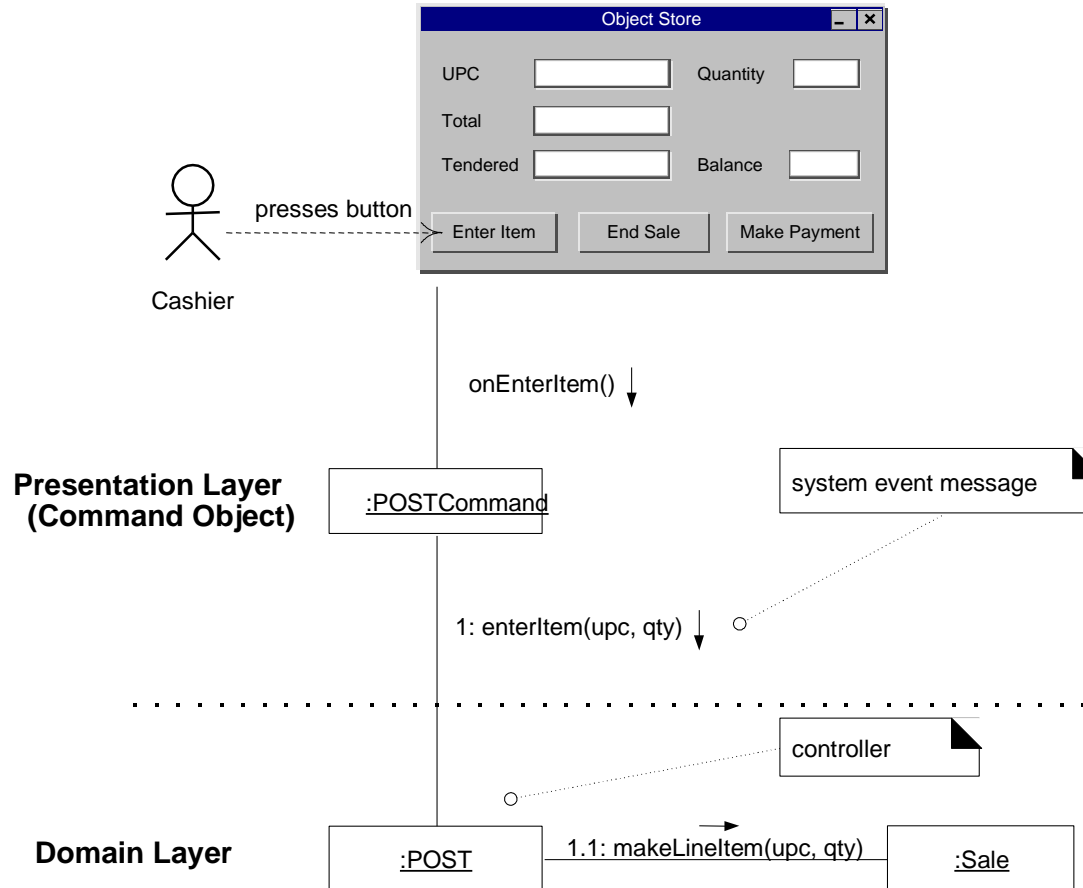 Object Store
UPC
Quantity
Total
Tendered
Balance
presses button
Enter Item
End Sale
Make Payment
Cashier
onEnterItem()
Presentation Layer
(Command Object)
:POSTCommand
system event message
1: enterItem(upc, qty)
controller
Domain Layer
:POST
1.1: makeLineItem(upc, qty)
:Sale